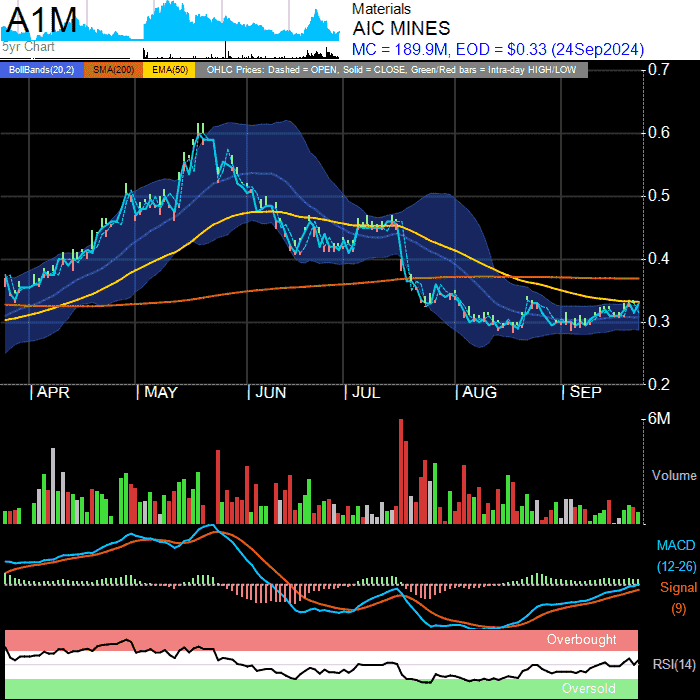 A1M
5yr Chart
Materials
AIC MINES
MC = 189.9M, EOD = $0.33 (24Sep2024)
BollBands(20,2) SMA(200) EMA(50) OHLC Prices: Dashed = OPEN, Solid = CLOSE, Green/Red bars = Intra-day HIGH/LOW
0.7
0.6
0.5
0.4
0.3
0.2
APR MAY JUN JUL AUG SEP
6M
Volume
MACD
(12-26)
Signal
(9)
Overbought
RSI(14)
Oversold